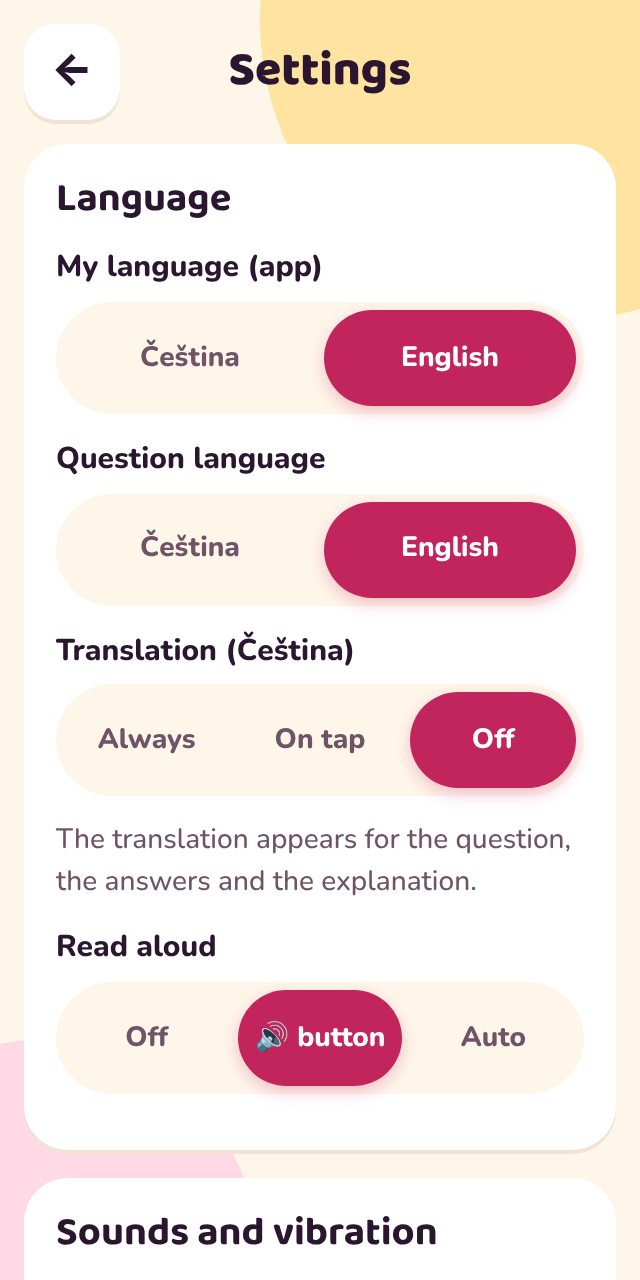 Settings
Language
My language (app)
Čeština English
Question language
Čeština English
Translation (Čeština)
Always On tap Off
The translation appears for the question,
the answers and the explanation.
Read aloud
Off 🔊 button Auto
Sounds and vibration